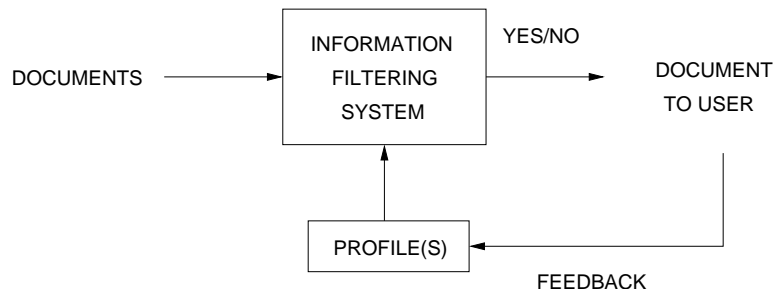 DOCUMENTS
INFORMATION
FILTERING
SYSTEM
YES/NO
DOCUMENT
TO USER
PROFILE(S)
FEEDBACK